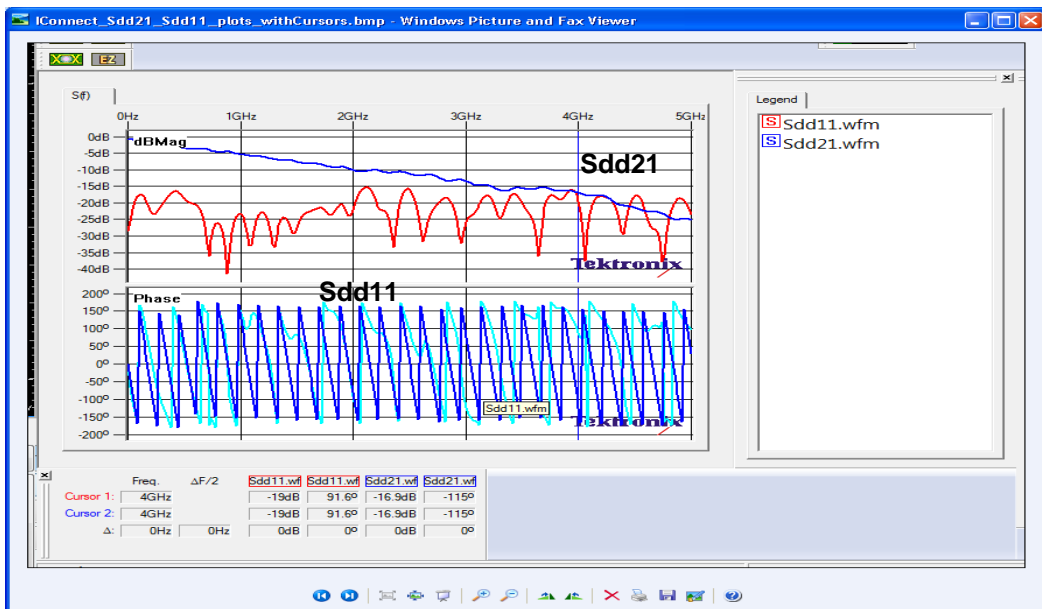 IConnect_Sdd21_Sdd11_plots_withCursors.bmp - Windows Picture and Fax Viewer
XOX EZ
S(f)
0Hz 1GHz 2GHz 3GHz 4GHz 5GHz
0dB
-5dB
-10dB
-15dB
-20dB
-25dB
-30dB
-35dB
-40dB
dBMag
Sdd21
Tektronix
200º
150º
100º
50º
0º
-50º
-100º
-150º
-200º
Phase
Sdd11
Sdd11.wfm
Tektronix
Legend
S Sdd11.wfm
S Sdd21.wfm
Freq. ΔF/2 Sdd11.wf Sdd11.wf Sdd21.wf Sdd21.wf
Cursor 1: 4GHz -19dB 91.6º -16.9dB -115º
Cursor 2: 4GHz -19dB 91.6º -16.9dB -115º
Δ: 0Hz 0Hz 0dB 0º 0dB 0º